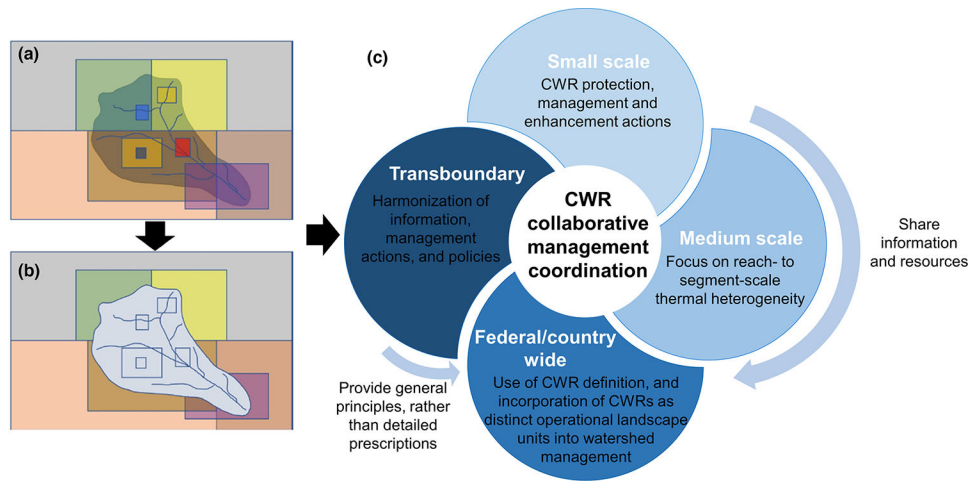 (a)
(b)
(c)
Small scale
CWR protection,
management and
enhancement actions
Transboundary
Harmonization of
information,
management
actions, and policies
CWR
collaborative
management
coordination
Medium scale
Focus on reach- to
segment-scale
thermal heterogeneity
Share
information
and resources
Federal/country
wide
Use of CWR definition, and
incorporation of CWRs as
distinct operational landscape
units into watershed
management
Provide general
principles, rather
than detailed
prescriptions